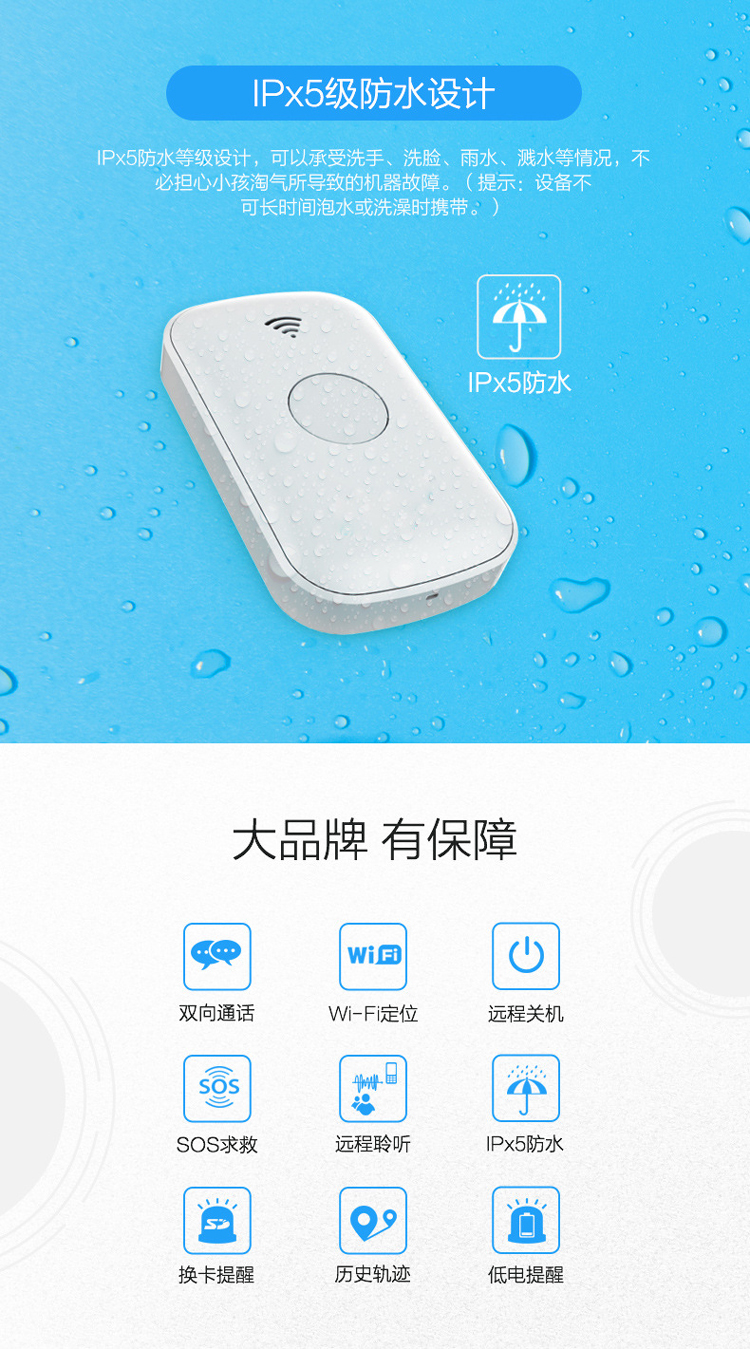 IPx5级防水设计
IPx5防水等级设计，可以承受洗手、洗脸、雨水、溅水等情况，不
必担心小孩淘气所导致的机器故障。（提示：设备不
可长时间泡水或洗澡时携带。）
IPx5防水
大品牌 有保障
WiFi
双向通话 Wi-Fi定位 远程关机
SOS
SOS求救 远程聆听 IPx5防水
SD
换卡提醒 历史轨迹 低电提醒